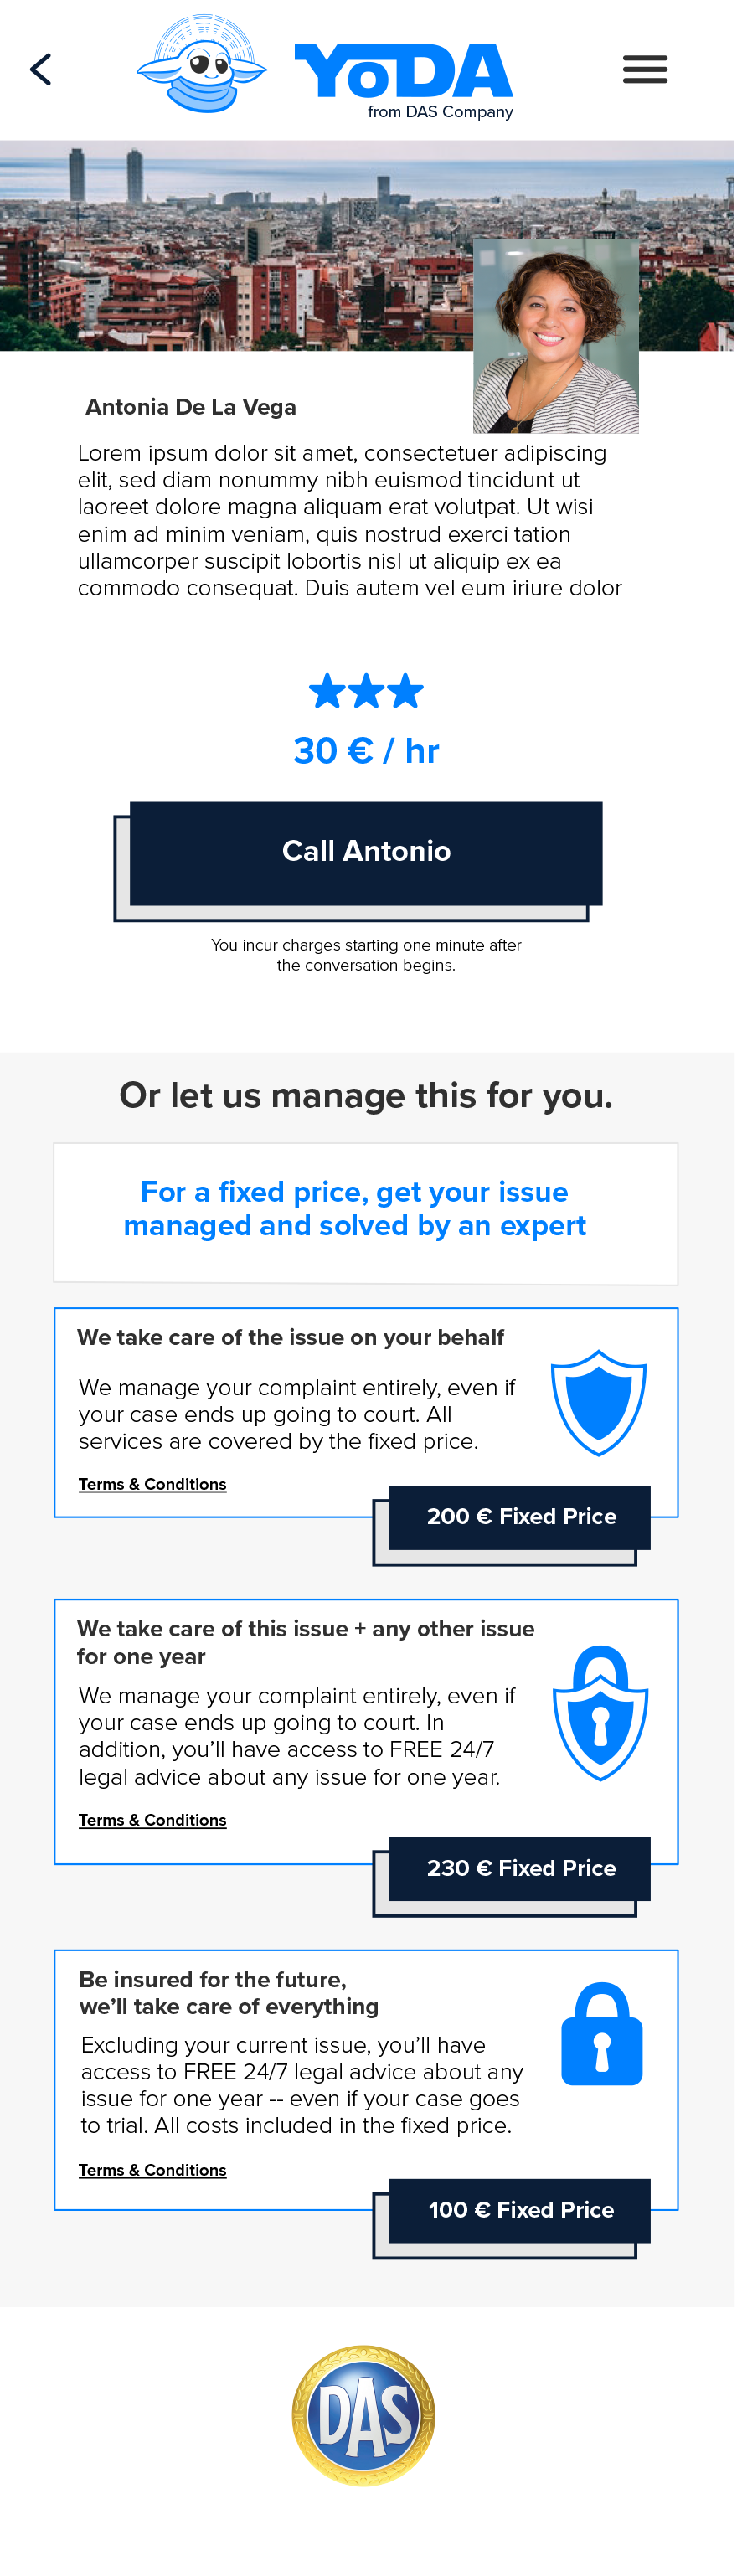 YoDA
from DAS Company
Antonia De La Vega
Lorem ipsum dolor sit amet, consectetuer adipiscing
elit, sed diam nonummy nibh euismod tincidunt ut
laoreet dolore magna aliquam erat volutpat. Ut wisi
enim ad minim veniam, quis nostrud exerci tation
ullamcorper suscipit lobortis nisl ut aliquip ex ea
commodo consequat. Duis autem vel eum iriure dolor
30 € / hr
Call Antonio
You incur charges starting one minute after
the conversation begins.
Or let us manage this for you.
For a fixed price, get your issue
managed and solved by an expert
We take care of the issue on your behalf
We manage your complaint entirely, even if
your case ends up going to court. All
services are covered by the fixed price.
Terms & Conditions
200 € Fixed Price
We take care of this issue + any other issue
for one year
We manage your complaint entirely, even if
your case ends up going to court. In
addition, you’ll have access to FREE 24/7
legal advice about any issue for one year.
Terms & Conditions
230 € Fixed Price
Be insured for the future,
we’ll take care of everything
Excluding your current issue, you’ll have
access to FREE 24/7 legal advice about any
issue for one year -- even if your case goes
to trial. All costs included in the fixed price.
Terms & Conditions
100 € Fixed Price
DAS